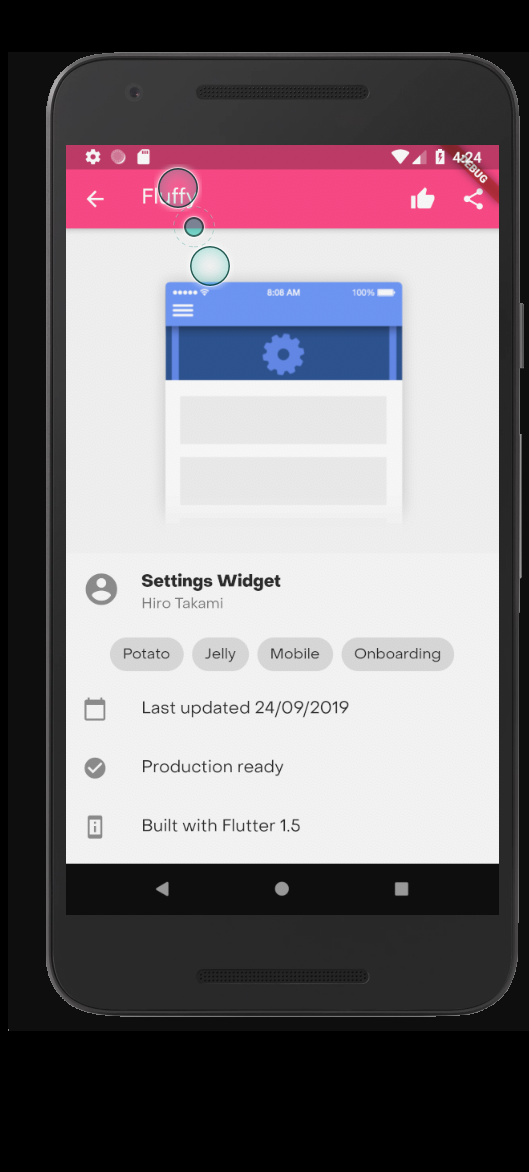 4:24
DEBUG
Fluffy
8:08 AM 100%
Settings Widget
Hiro Takami
Potato Jelly Mobile Onboarding
Last updated 24/09/2019
Production ready
Built with Flutter 1.5